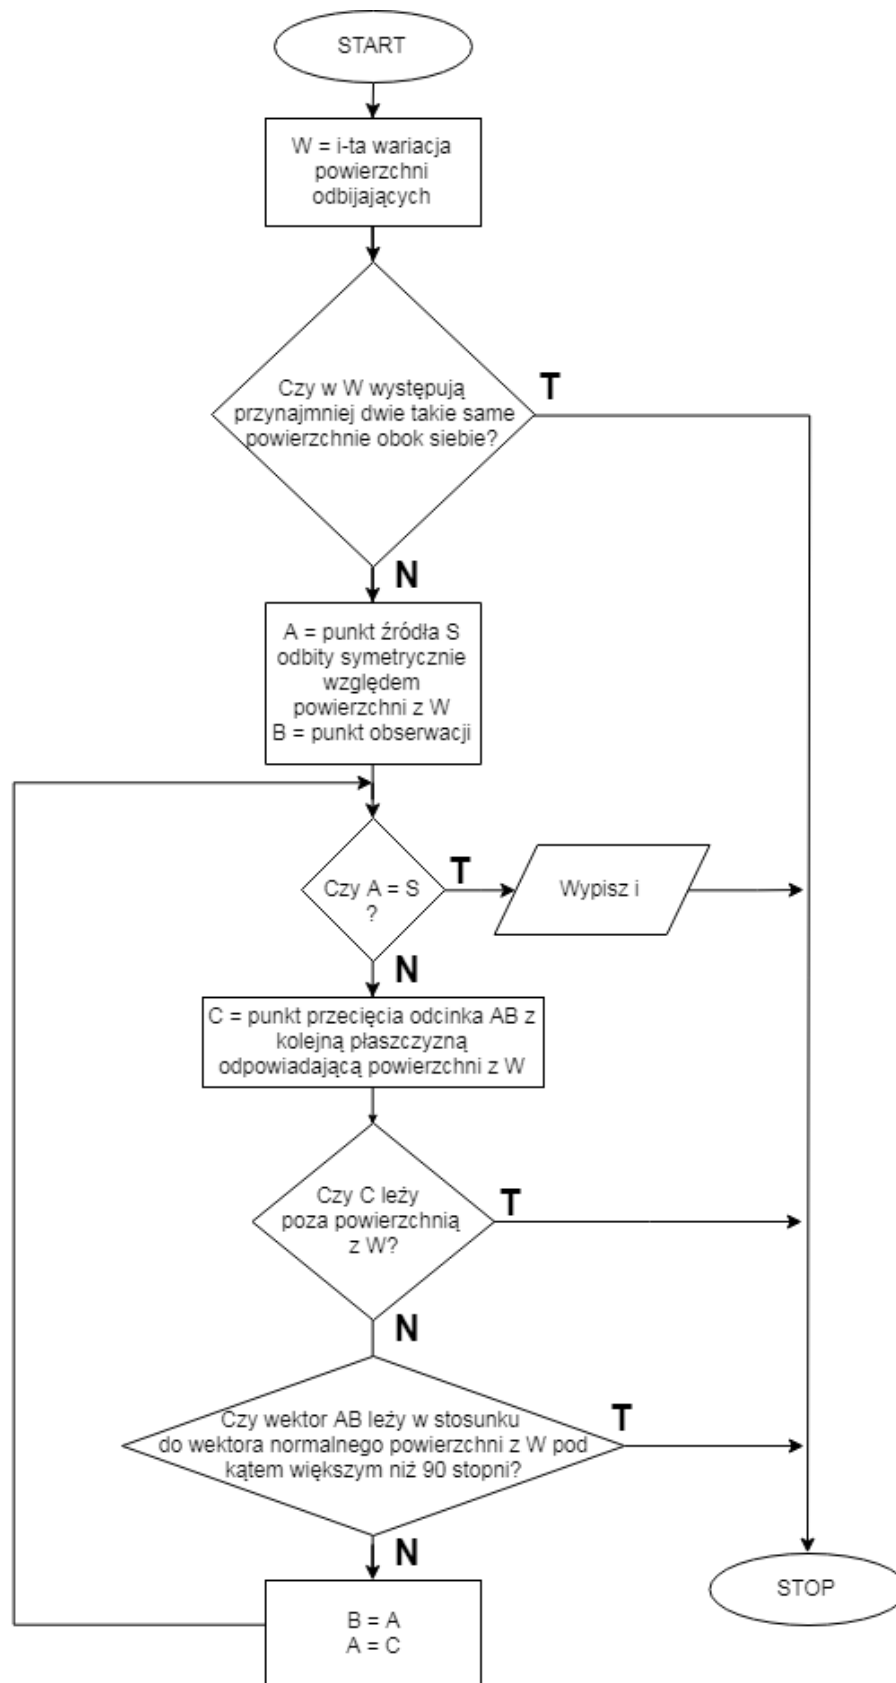 START
W = i-ta wariacja
powierzchni
odbijających
Czy w W występują
przynajmniej dwie takie same
powierzchnie obok siebie?
T
N
A = punkt źródła S
odbity symetrycznie
względem
powierzchni z W
B = punkt obserwacji
Czy A = S
?
T
Wypisz i
N
C = punkt przecięcia odcinka AB z
kolejną płaszczyzną
odpowiadającą powierzchni z W
Czy C leży
poza powierzchnią
z W?
T
N
Czy wektor AB leży w stosunku
do wektora normalnego powierzchni z W pod
kątem większym niż 90 stopni?
T
N
B = A
A = C
STOP